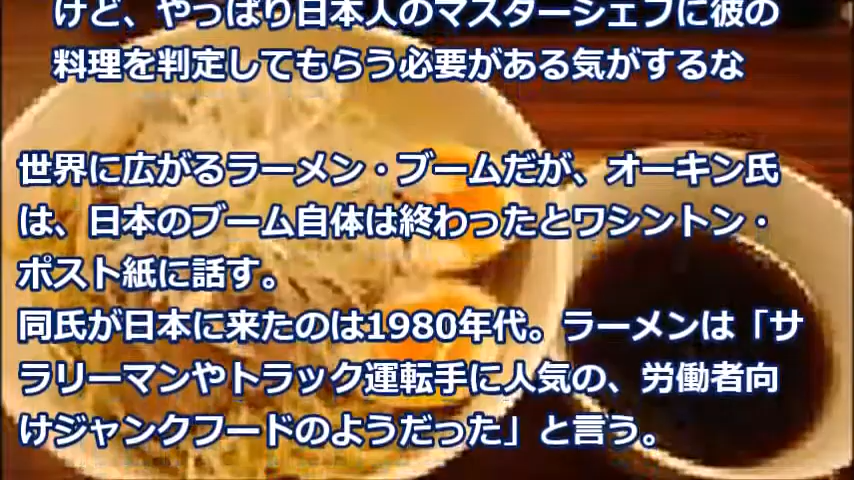 けど、やっぱり日本人のマスターシェフに彼の
料理を判定してもらう必要がある気がするな
世界に広がるラーメン・ブームだが、オーキン氏
は、日本のブーム自体は終わったとワシントン・
ポスト紙に話す。
同氏が日本に来たのは1980年代。ラーメンは「サ
ラリーマンやトラック運転手に人気の、労働者向
けジャンクフードのようだった」と言う。